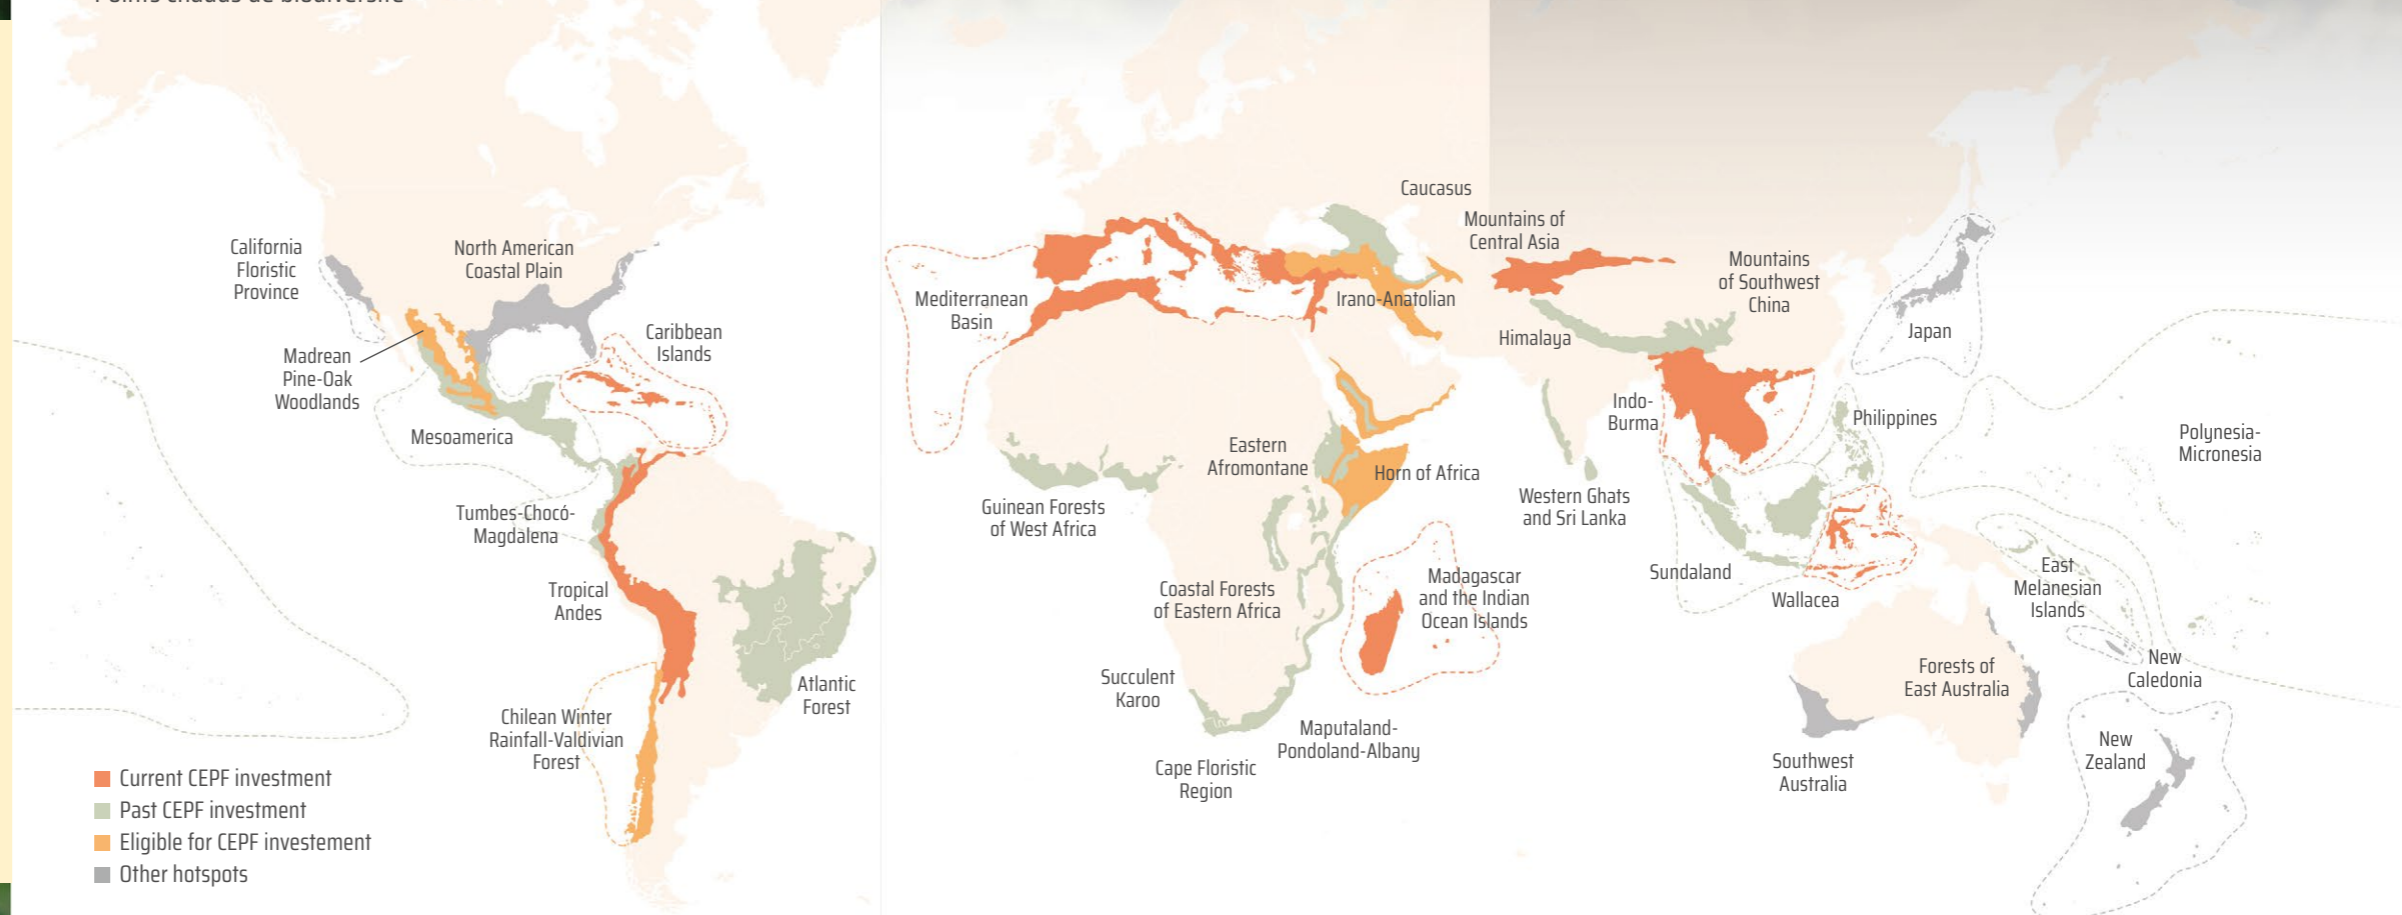 Points chauds de biodiversité
California
Floristic
Province
North American
Coastal Plain
Madrean
Pine-Oak
Woodlands
Caribbean
Islands
Mesoamerica
Tumbes-Chocó-
Magdalena
Tropical
Andes
Atlantic
Forest
Chilean Winter
Rainfall-Valdivian
Forest
Current CEPF investment
Past CEPF investment
Eligible for CEPF investement
Other hotspots
Mediterranean
Basin
Caucasus
Irano-Anatolian
Mountains of
Central Asia
Mountains
of Southwest
China
Himalaya
Japan
Indo-
Burma
Philippines
Polynesia-
Micronesia
Eastern
Afromontane
Horn of Africa
Guinean Forests
of West Africa
Western Ghats
and Sri Lanka
Coastal Forests
of Eastern Africa
Madagascar
and the Indian
Ocean Islands
Sundaland
Wallacea
East
Melanesian
Islands
Succulent
Karoo
Maputaland-
Pondoland-Albany
Cape Floristic
Region
Forests of
East Australia
New
Caledonia
Southwest
Australia
New
Zealand